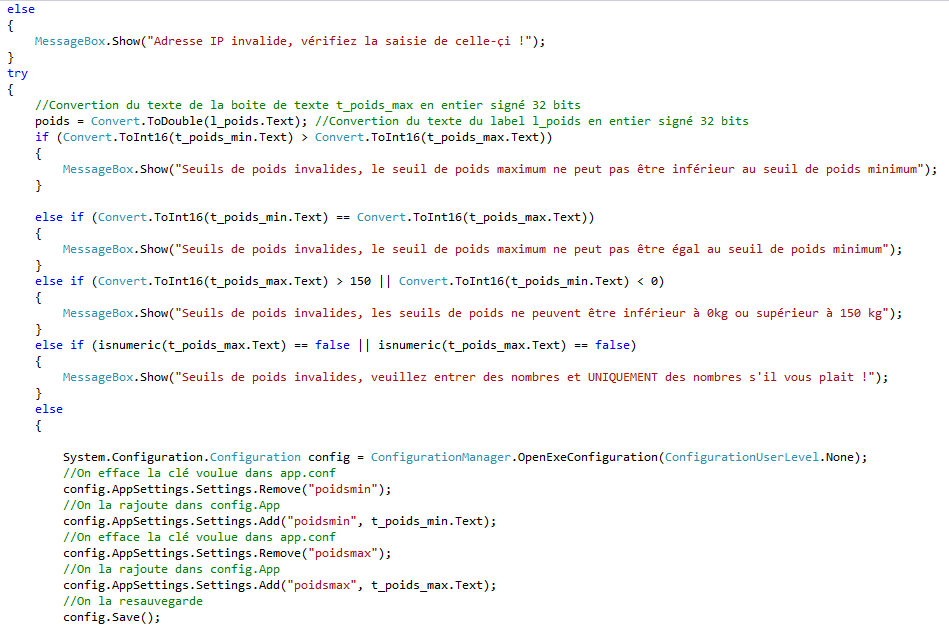 else
{
    MessageBox.Show("Adresse IP invalide, vérifiez la saisie de celle-çi !");
}
try
{
    //Convertion du texte de la boite de texte t_poids_max en entier signé 32 bits
    poids = Convert.ToDouble(l_poids.Text); //Convertion du texte du label l_poids en entier signé 32 bits
    if (Convert.ToInt16(t_poids_min.Text) > Convert.ToInt16(t_poids_max.Text))
    {
        MessageBox.Show("Seuils de poids invalides, le seuil de poids maximum ne peut pas être inférieur au seuil de poids minimum");
    }

    else if (Convert.ToInt16(t_poids_min.Text) == Convert.ToInt16(t_poids_max.Text))
    {
        MessageBox.Show("Seuils de poids invalides, le seuil de poids maximum ne peut pas être égal au seuil de poids minimum");
    }
    else if (Convert.ToInt16(t_poids_max.Text) > 150 || Convert.ToInt16(t_poids_min.Text) < 0)
    {
        MessageBox.Show("Seuils de poids invalides, les seuils de poids ne peuvent être inférieur à 0kg ou supérieur à 150 kg");
    }
    else if (isnumeric(t_poids_max.Text) == false || isnumeric(t_poids_max.Text) == false)
    {
        MessageBox.Show("Seuils de poids invalides, veuillez entrer des nombres et UNIQUEMENT des nombres s'il vous plait !");
    }
    else
    {

        System.Configuration.Configuration config = ConfigurationManager.OpenExeConfiguration(ConfigurationUserLevel.None);
        //On efface la clé voulue dans app.conf
        config.AppSettings.Settings.Remove("poidsmin");
        //On la rajoute dans config.App
        config.AppSettings.Settings.Add("poidsmin", t_poids_min.Text);
        //On efface la clé voulue dans app.conf
        config.AppSettings.Settings.Remove("poidsmax");
        //On la rajoute dans config.App
        config.AppSettings.Settings.Add("poidsmax", t_poids_max.Text);
        //On la resauvegarde
        config.Save();